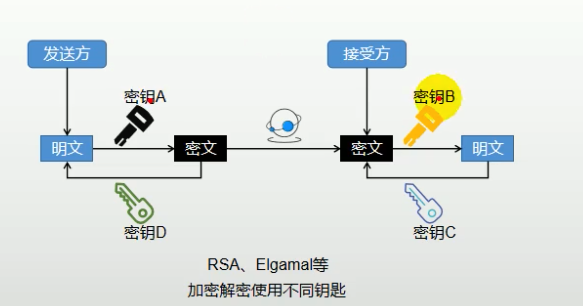 发送方
接受方
密钥A
密钥B
明文
密文
密文
明文
密钥D
密钥C
RSA、Elgamal等
加密解密使用不同钥匙